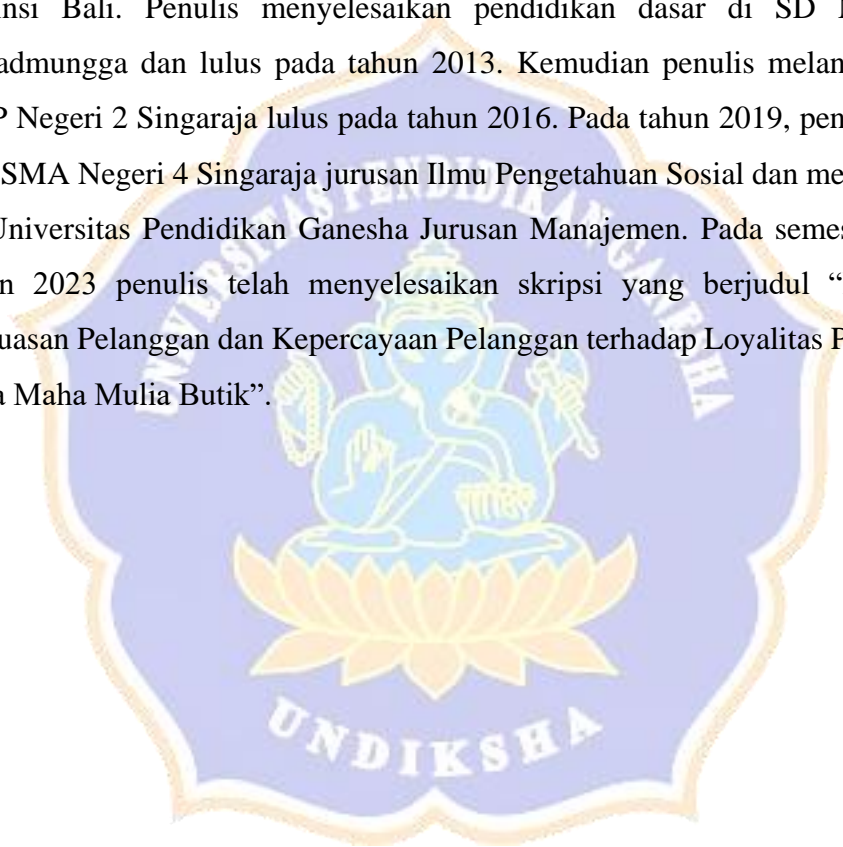 nsi Bali. Penulis menyelesaikan pendidikan dasar di SD
admungga dan lulus pada tahun 2013. Kemudian penulis melan
P Negeri 2 Singaraja lulus pada tahun 2016. Pada tahun 2019, pen
SMA Negeri 4 Singaraja jurusan Ilmu Pengetahuan Sosial dan me
Universitas Pendidikan Ganesha Jurusan Manajemen. Pada semes
n 2023 penulis telah menyelesaikan skripsi yang berjudul “
uasan Pelanggan dan Kepercayaan Pelanggan terhadap Loyalitas P
a Maha Mulia Butik”.
UNIVERSITAS PENDIDIKAN GANESHA
UNDIKSHA